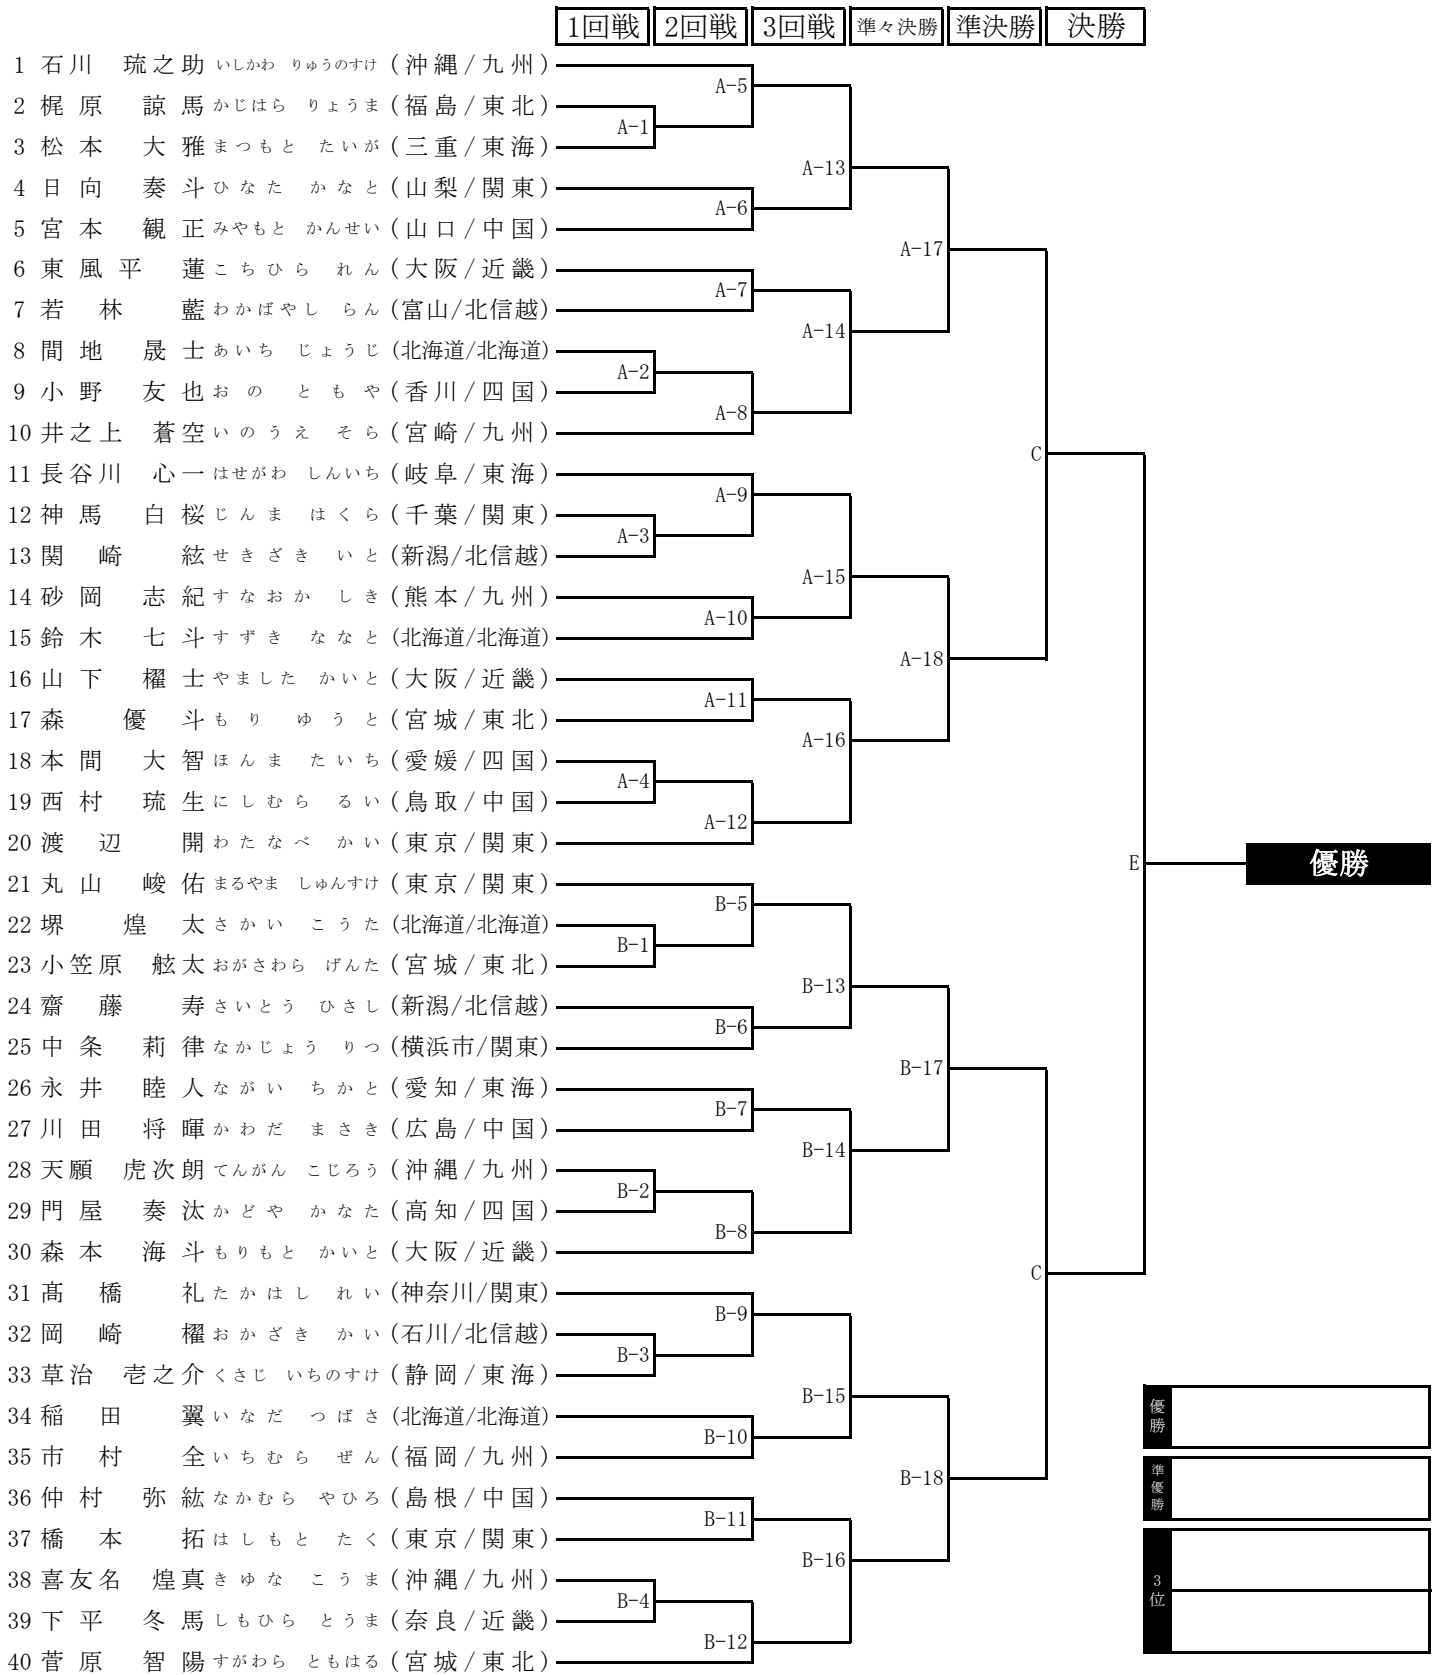 1回戦 2回戦 3回戦 準々決勝 準決勝 決勝
1 石川 琉之助 いしかわ りゅうのすけ (沖縄/九州)
A-5
2 梶原 諒馬 かじはら りょうま (福島/東北)
A-1
3 松本 大雅 まつもと たいが (三重/東海)
A-13
4 日向 奏斗 ひなた かなと (山梨/関東)
A-6
5 宮本 観正 みやもと かんせい (山口/中国)
A-17
6 東風平 蓮 こちひら れん (大阪/近畿)
A-7
7 若林 藍 わかばやし らん (富山/北信越)
A-14
8 間地 晟士 あいち じょうじ (北海道/北海道)
A-2
9 小野 友也 おの ともや (香川/四国)
A-8
10 井之上 蒼空 いのうえ そら (宮崎/九州)
C
11 長谷川 心一 はせがわ しんいち (岐阜/東海)
A-9
12 神馬 白桜 じんま はくら (千葉/関東)
A-3
13 関崎 絃 せきざき いと (新潟/北信越)
A-15
14 砂岡 志紀 すなおか しき (熊本/九州)
A-10
15 鈴木 七斗 すずき ななと (北海道/北海道)
A-18
16 山下 櫂士 やました かいと (大阪/近畿)
A-11
17 森 優斗 もり ゆうと (宮城/東北)
A-16
18 本間 大智 ほんま たいち (愛媛/四国)
A-4
19 西村 琉生 にしむら るい (鳥取/中国)
A-12
20 渡辺 開 わたなべ かい (東京/関東)
E 優勝
21 丸山 峻佑 まるやま しゅんすけ (東京/関東)
B-5
22 堺 煌太 さかい こうた (北海道/北海道)
B-1
23 小笠原 舷太 おがさわら げんた (宮城/東北)
B-13
24 齋藤 寿 さいとう ひさし (新潟/北信越)
B-6
25 中条 莉律 なかじょう りつ (横浜市/関東)
B-17
26 永井 睦人 ながい ちかと (愛知/東海)
B-7
27 川田 将暉 かわだ まさき (広島/中国)
B-14
28 天願 虎次朗 てんがん こじろう (沖縄/九州)
B-2
29 門屋 奏汰 かどや かなた (高知/四国)
B-8
30 森本 海斗 もりもと かいと (大阪/近畿)
C
31 髙橋 礼 たかはし れい (神奈川/関東)
B-9
32 岡崎 櫂 おかざき かい (石川/北信越)
B-3
33 草治 壱之介 くさじ いちのすけ (静岡/東海)
B-15
34 稲田 翼 いなだ つばさ (北海道/北海道)
優勝
B-10
35 市村 全 いちむら ぜん (福岡/九州)
B-18
準優勝
36 仲村 弥紘 なかむら やひろ (島根/中国)
B-11
37 橋本 拓 はしもと たく (東京/関東)
B-16
38 喜友名 煌真 きゆな こうま (沖縄/九州)
3位
B-4
39 下平 冬馬 しもひら とうま (奈良/近畿)
B-12
40 菅原 智陽 すがわら ともはる (宮城/東北)